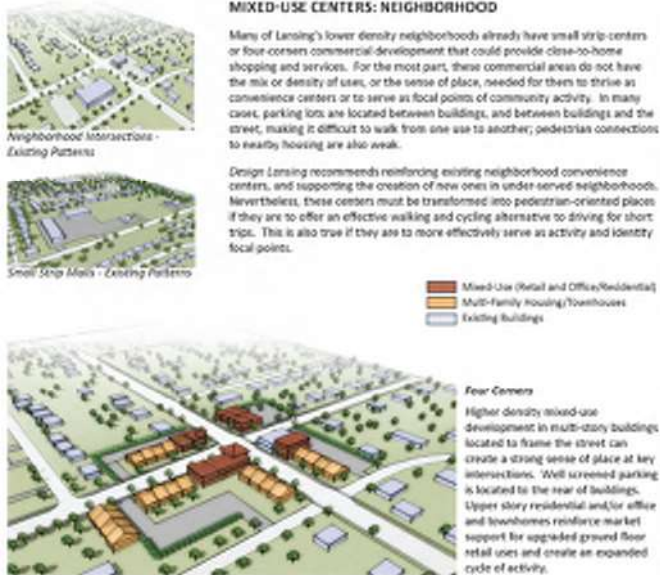 MIXED-USE CENTERS: NEIGHBORHOOD
Many of Lansing's lower density neighborhoods already have small strip centers
or four corners commercial development that could provide close-to-home
shopping and services. For the most part, these commercial areas do not have
the mix or density of uses, or the sense of place, needed for them to thrive as
convenience centers or to serve as focal points of community activity. In many
cases, parking lots are located between buildings, and between buildings and the
street, making it difficult to walk from one use to another; pedestrian connections
to nearby housing are also weak.
Neighborhood Intersections -
Existing Patterns
Design Lansing recommends reinforcing existing neighborhood convenience
centers, and supporting the creation of new ones in under-served neighborhoods.
Nevertheless, these centers must be transformed into pedestrian-oriented places
if they are to offer an effective walking and cycling alternative to driving for short
trips. This is also true if they are to more effectively serve as activity and identity
focal points.
Small Strip Malls - Existing Patterns
Mixed-Use (Retail and Office/Residential)
Multi-Family Housing/Townhouses
Existing Buildings
Four Corners
Higher density mixed-use
development in multi-story buildings
located to frame the street can
create a strong sense of place at key
intersections. Well screened parking
is located to the rear of buildings.
Upper story residential and/or office
and townhomes reinforce market
support for upgraded ground floor
retail uses and create an expanded
cycle of activity.